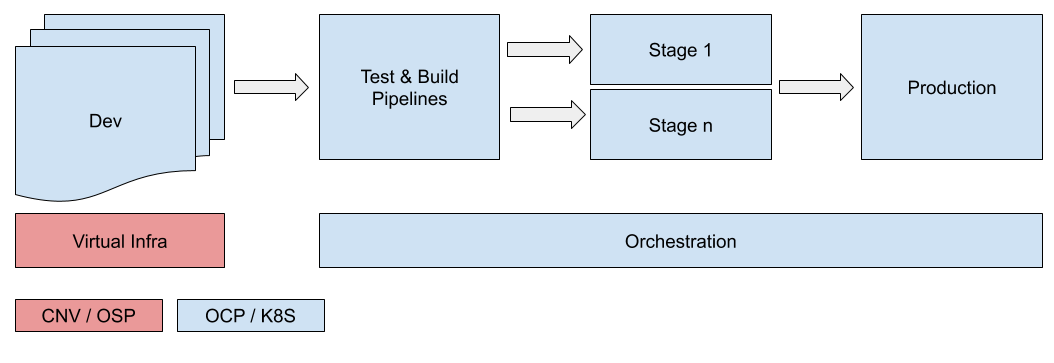 Dev
Test & Build
Pipelines
Stage 1
Stage n
Production
Virtual Infra
Orchestration
CNV / OSP
OCP / K8S